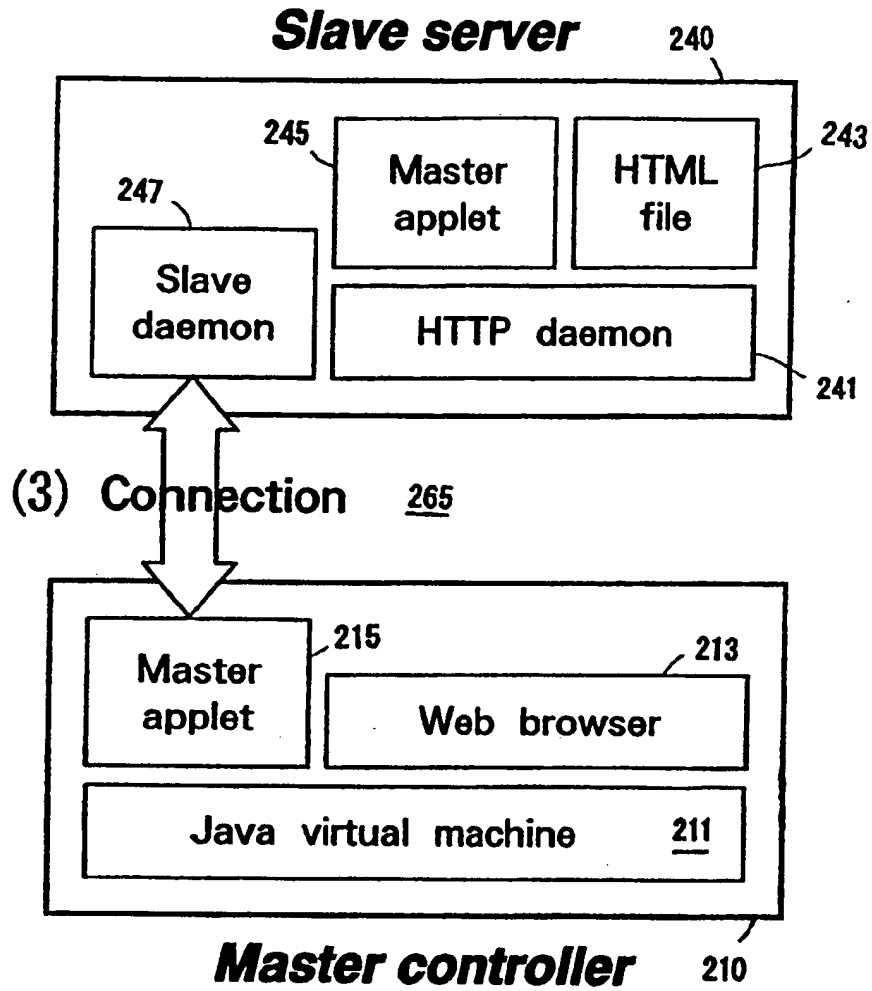 Slave server
240
245
Master
applet
HTML
file
243
247
Slave
daemon
HTTP daemon
241
(3) Connection 265
Master
applet
215
213
Web browser
Java virtual machine 211
Master controller
210